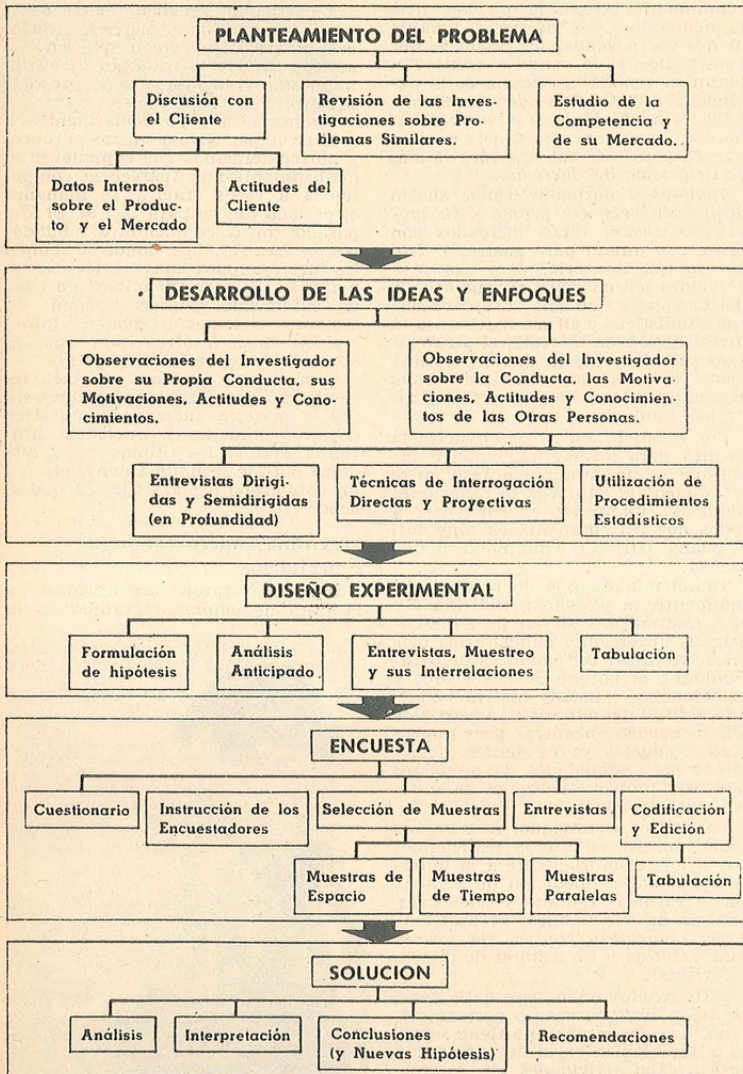 PLANTEAMIENTO DEL PROBLEMA
Discusión con
el Cliente
Revisión de las Inves-
tigaciones sobre Pro-
blemas Similares.
Estudio de la
Competencia y
de su Mercado.
Datos Internos
sobre el Produc-
to y el Mercado
Actitudes del
Cliente
DESARROLLO DE LAS IDEAS Y ENFOQUES
Observaciones del Investigador
sobre su Propia Conducta, sus
Motivaciones, Actitudes y Cono-
cimientos.
Observaciones del Investigador
sobre la Conducta, las Motiva-
ciones, Actitudes y Conocimien-
tos de las Otras Personas.
Entrevistas Dirigi-
das y Semidirigidas
(en Profundidad)
Técnicas de Interrogación
Directas y Proyectivas
Utilización de
Procedimientos
Estadísticos
DISEÑO EXPERIMENTAL
Formulación
de hipótesis
Análisis
Anticipado
Entrevistas, Muestreo
y sus Interrelaciones
Tabulación
ENCUESTA
Cuestionario
Instrucción de los
Encuestadores
Selección de Muestras
Entrevistas
Codificación
y Edición
Muestras de
Espacio
Muestras
de Tiempo
Muestras
Paralelas
Tabulación
SOLUCION
Análisis
Interpretación
Conclusiones
(y Nuevas Hipótesis)
Recomendaciones